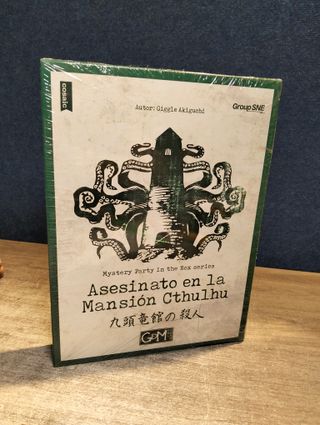 cosaic
Autor: Giggle Akiguchi
Group SNE
Mystery Party in the Box series
Asesinato en la
Mansión Cthulhu
九頭竜館の殺人
GDM